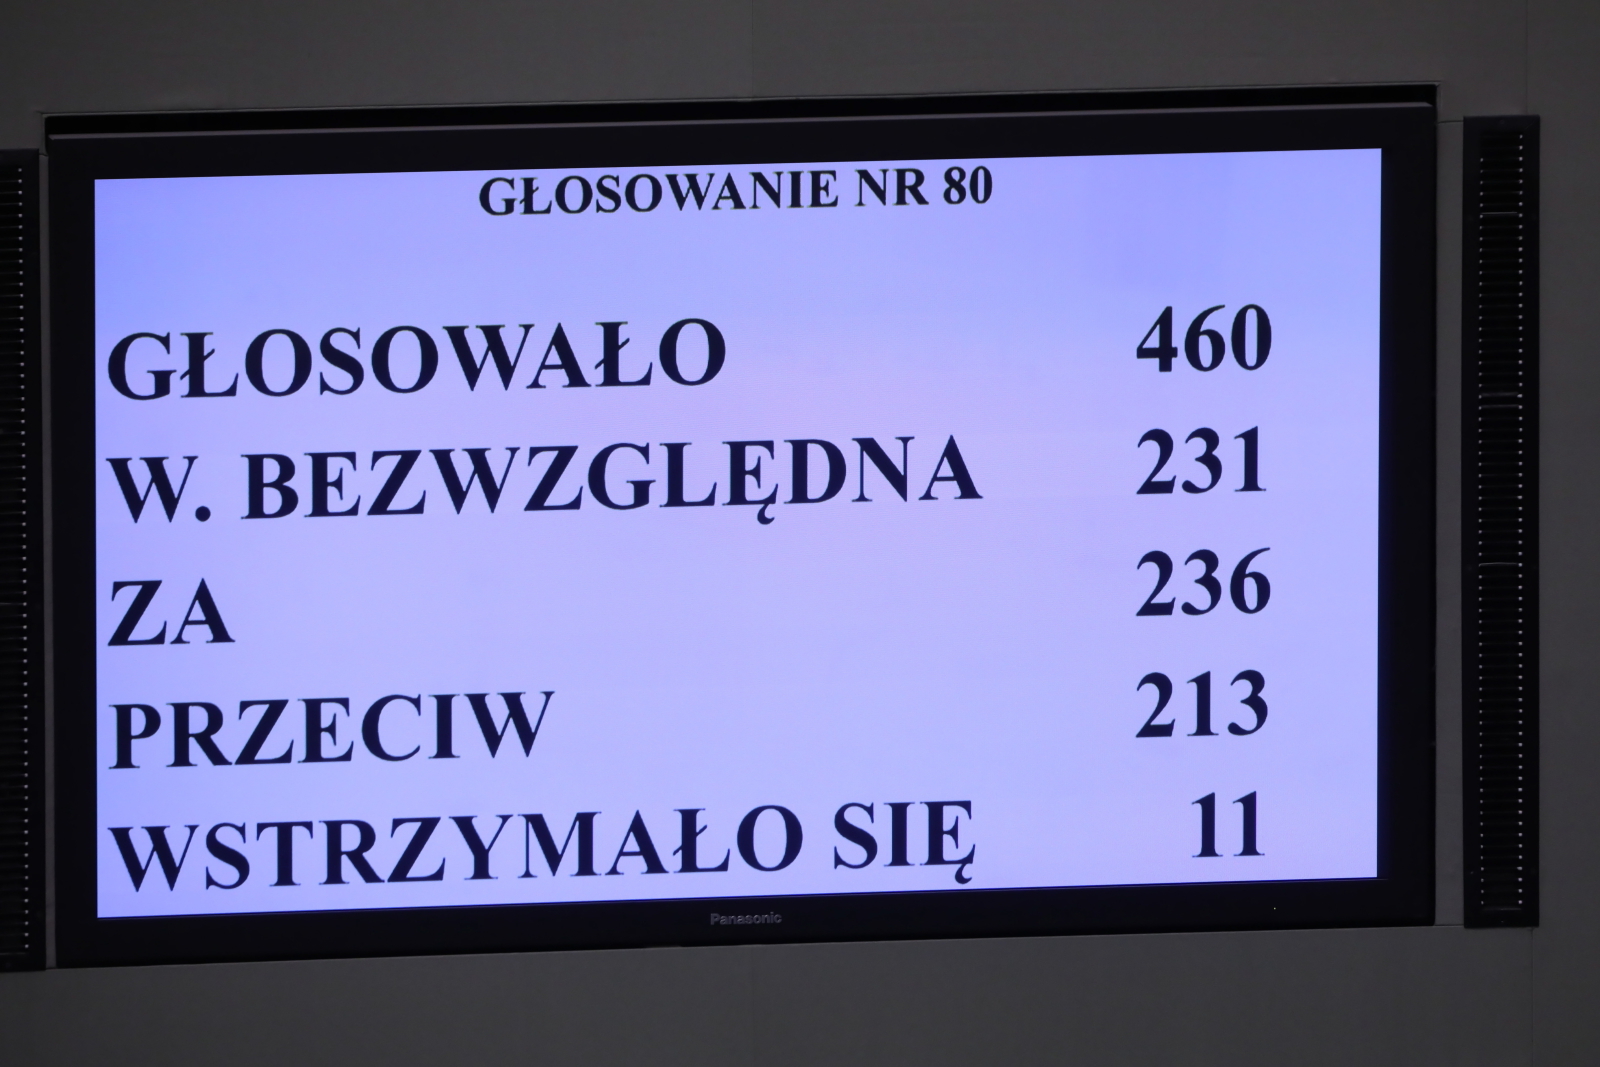 GŁOSOWANIE NR 80
GŁOSOWAŁO 460
W. BEZWZGLĘDNA 231
ZA 236
PRZECIW 213
WSTRZYMAŁO SIĘ 11
Panasonic